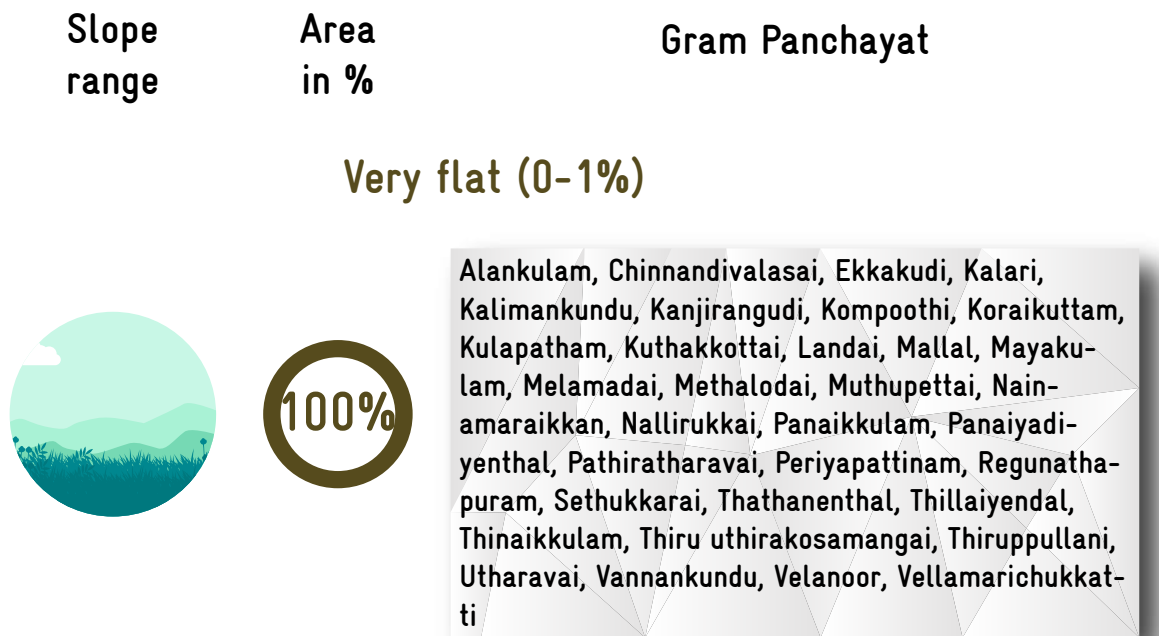 Slope
range
Area
in %
Gram Panchayat
Very flat (0-1%)
100%
Alankulam, Chinnandivalasai, Ekkakudi, Kalari,
Kalimankundu, Kanjirangudi, Kompoothi, Koraikuttam,
Kulapatham, Kuthakkottai, Landai, Mallal, Mayaku-
lam, Melamadai, Methalodai, Muthupettai, Nain-
amaraikkan, Nallirukkai, Panaikkulam, Panaiyadi-
yenthal, Pathiratharavai, Periyapattinam, Regunatha-
puram, Sethukkarai, Thathanenthal, Thillaiyendal,
Thinaikkulam, Thiru uthirakosamangai, Thiruppullani,
Utharavai, Vannankundu, Velanoor, Vellamarichukkat-
ti